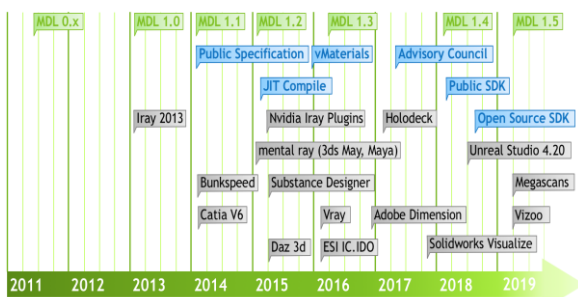 MDL 0.x MDL 1.0 MDL 1.1 MDL 1.2 MDL 1.3 MDL 1.4 MDL 1.5
Public Specification vMaterials Advisory Council
JIT Compile Public SDK
Iray 2013 Nvidia Iray Plugins Holodeck Open Source SDK
mental ray (3ds May, Maya) Unreal Studio 4.20
Bunkspeed Substance Designer Megascans
Catia V6 Vray Adobe Dimension Vizoo
Daz 3d ESI IC.IDO Solidworks Visualize
2011 2012 2013 2014 2015 2016 2017 2018 2019